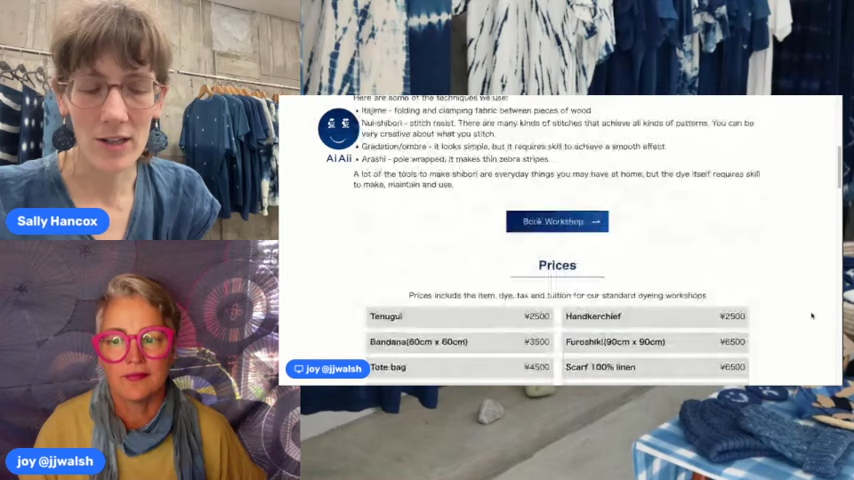 Here are some of the techniques we use:
• Itajime - folding and clamping fabric between pieces of wood
Nui-shibori - stitch resist. There are many kinds of stitches that achieve all kinds of patterns. You can be
very creative about what you stitch.
• Gradation/ombre - it looks simple, but it requires skill to achieve a smooth effect.
• Arashi - pole wrapped, it makes thin zebra stripes.
AiAii
A lot of the tools to make shibori are everyday things you may have at home, but the dye itself requires skill
to make, maintain and use.
Sally Hancox
Book Workshop →
Prices
Prices include the item, dye, tax and tuition for our standard dyeing workshops
Tenugui ¥2500 Handkerchief ¥2500
Bandana(60cm x 60cm) ¥3500 Furoshiki(90cm x 90cm) ¥6500
Tote bag ¥4500 Scarf 100% linen ¥6500
joy @jjwalsh
joy @jjwalsh